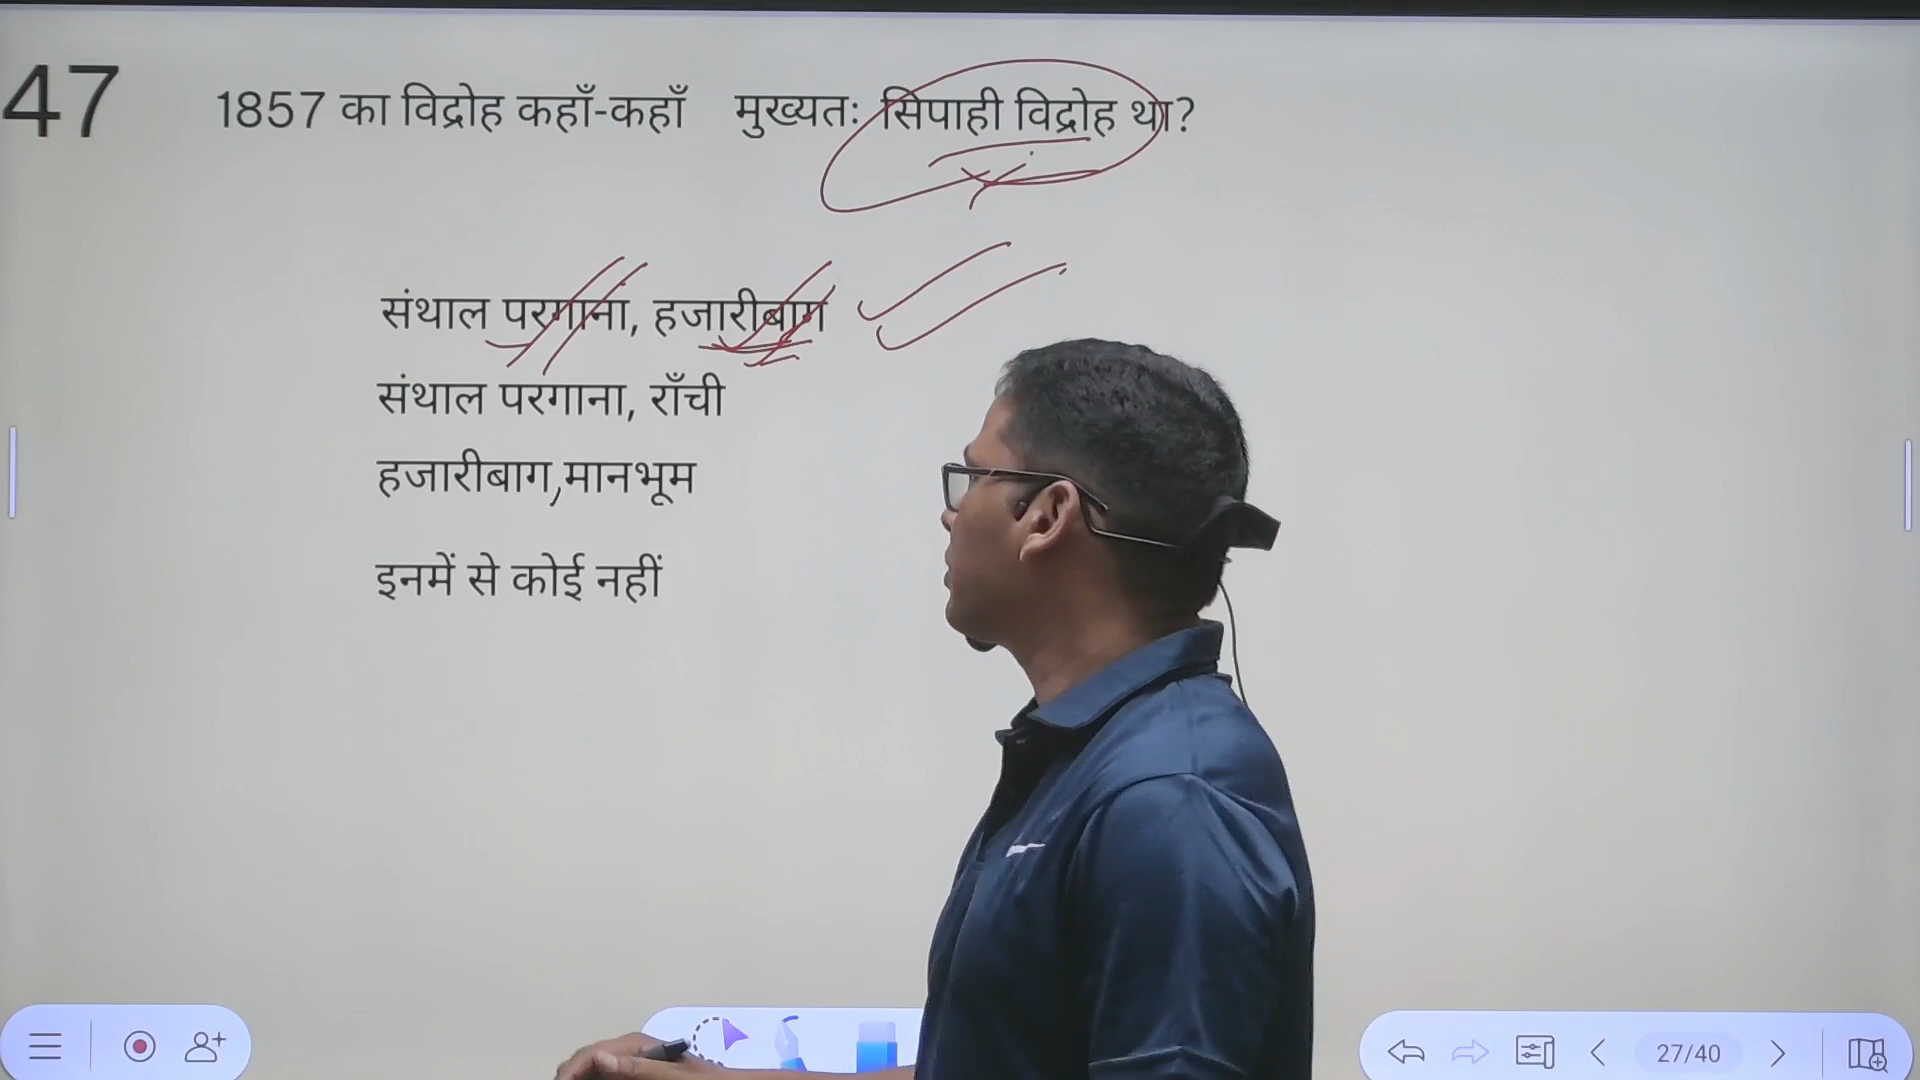 47 1857 का विद्रोह कहाँ-कहाँ मुख्यतः सिपाही विद्रोह था?
संथाल परगाना, हजारीबाग
संथाल परगाना, राँची
हजारीबाग,मानभूम
इनमें से कोई नहीं
27/40